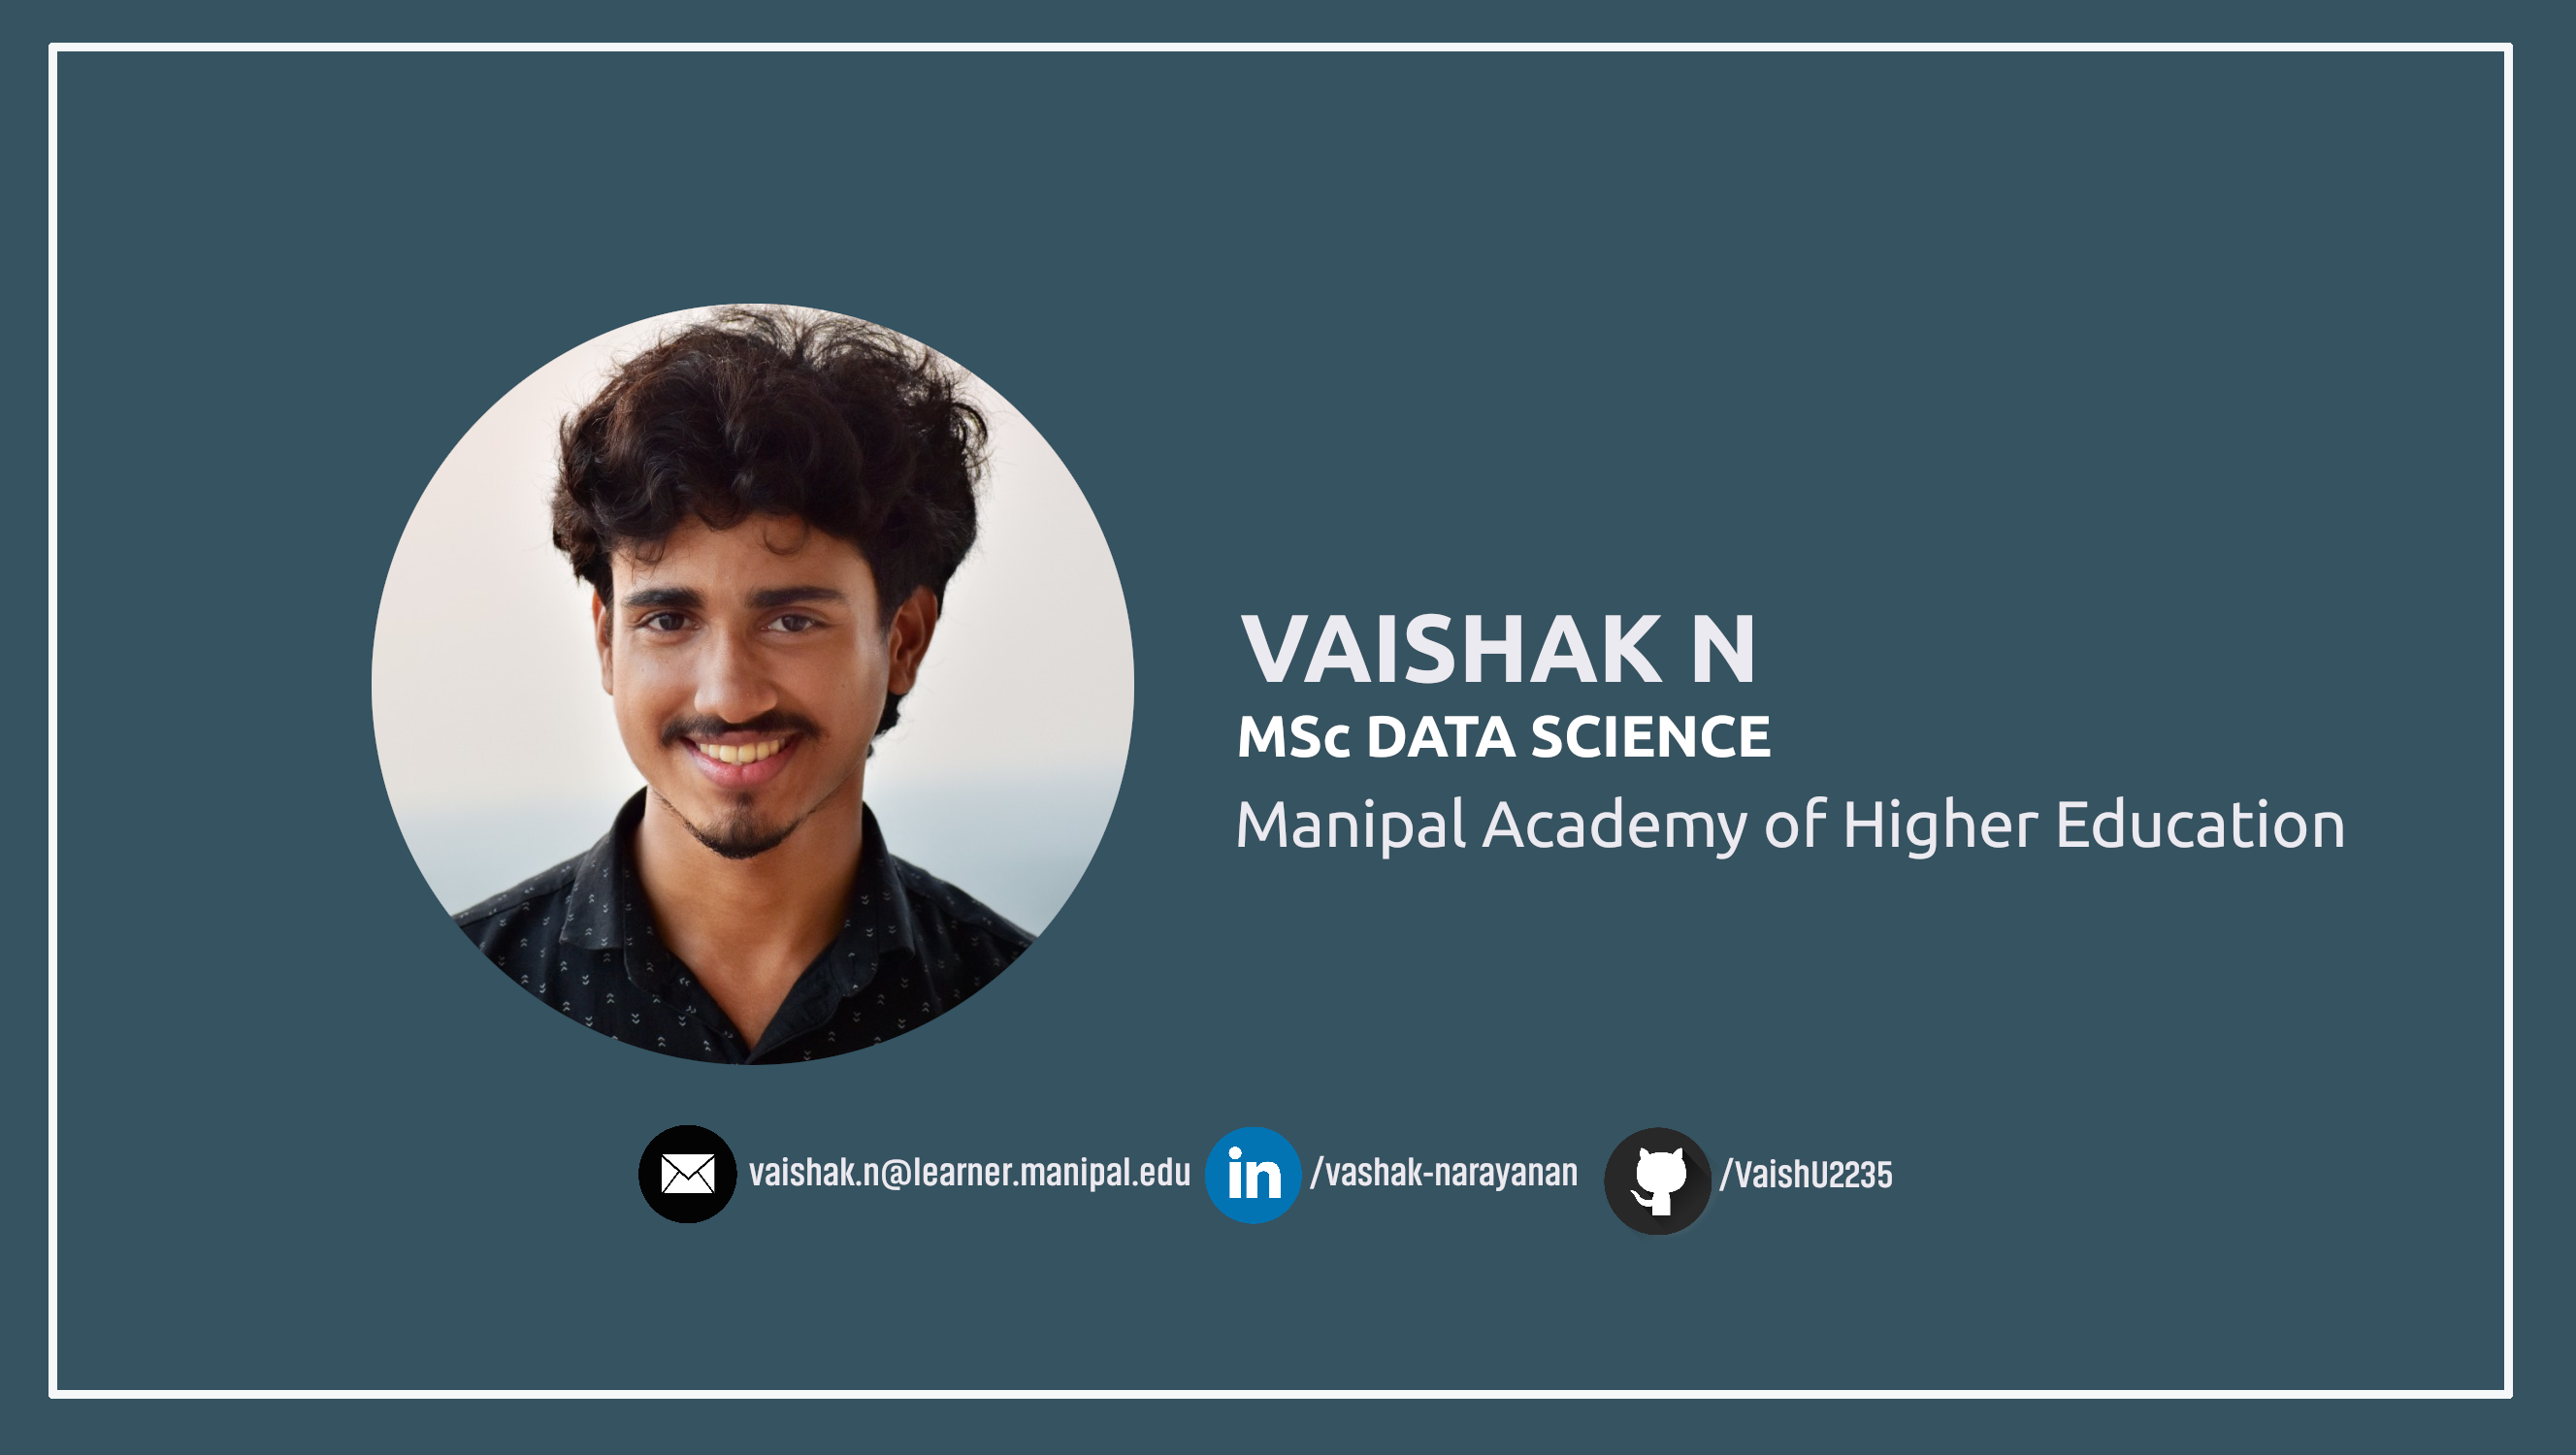 VAISHAK N
MSc DATA SCIENCE
Manipal Academy of Higher Education
vaishak.n@learner.manipal.edu in /vashak-narayanan /VaishU2235